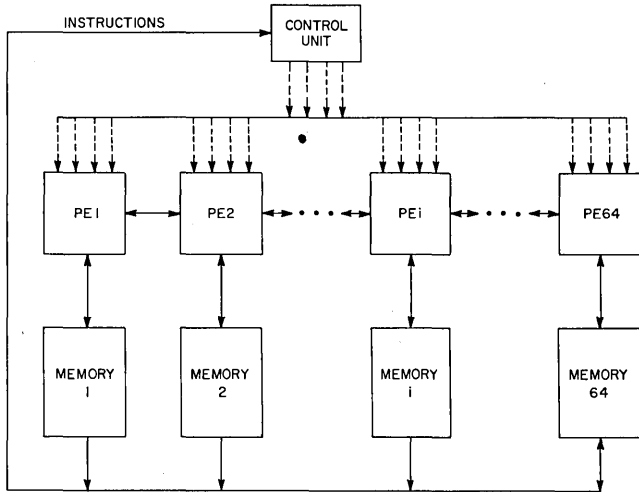 INSTRUCTIONS
CONTROL
UNIT
PE1
PE2
• • •
PEi
• • •
PE64
MEMORY
1
MEMORY
2
MEMORY
i
MEMORY
64